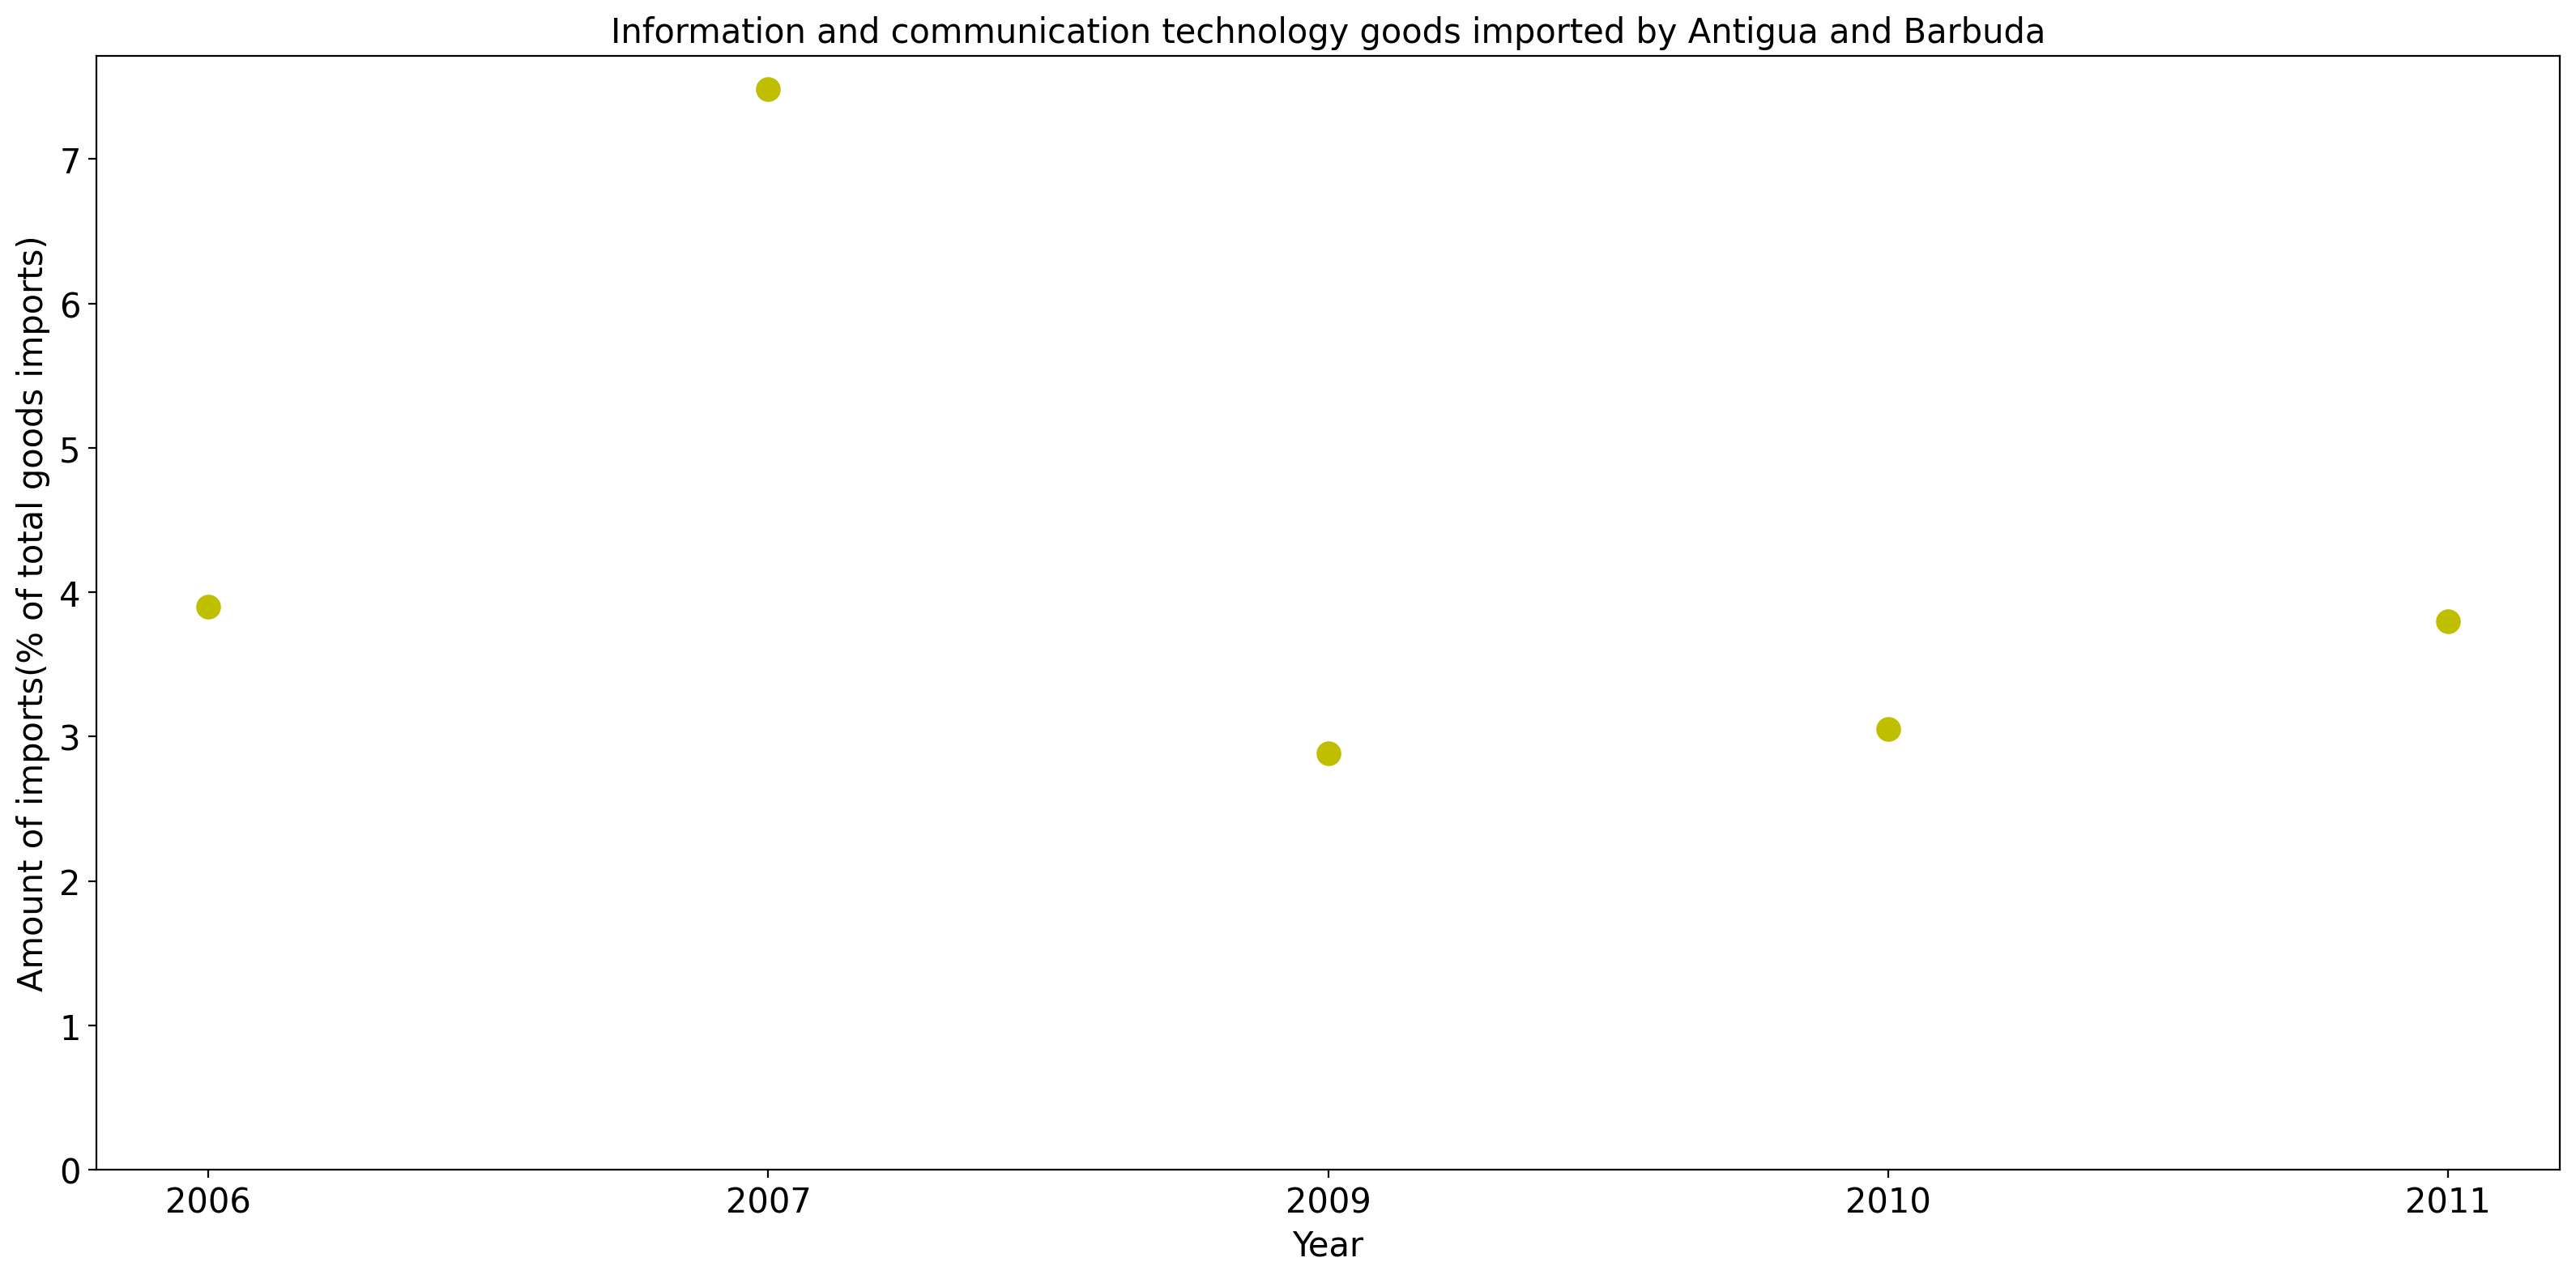 Information and communication technology goods imported by Antigua and Barbuda
Amount of imports(% of total goods imports)
7
6
5
4
3
2
1
0
2006 2007 2009 2010 2011
Year